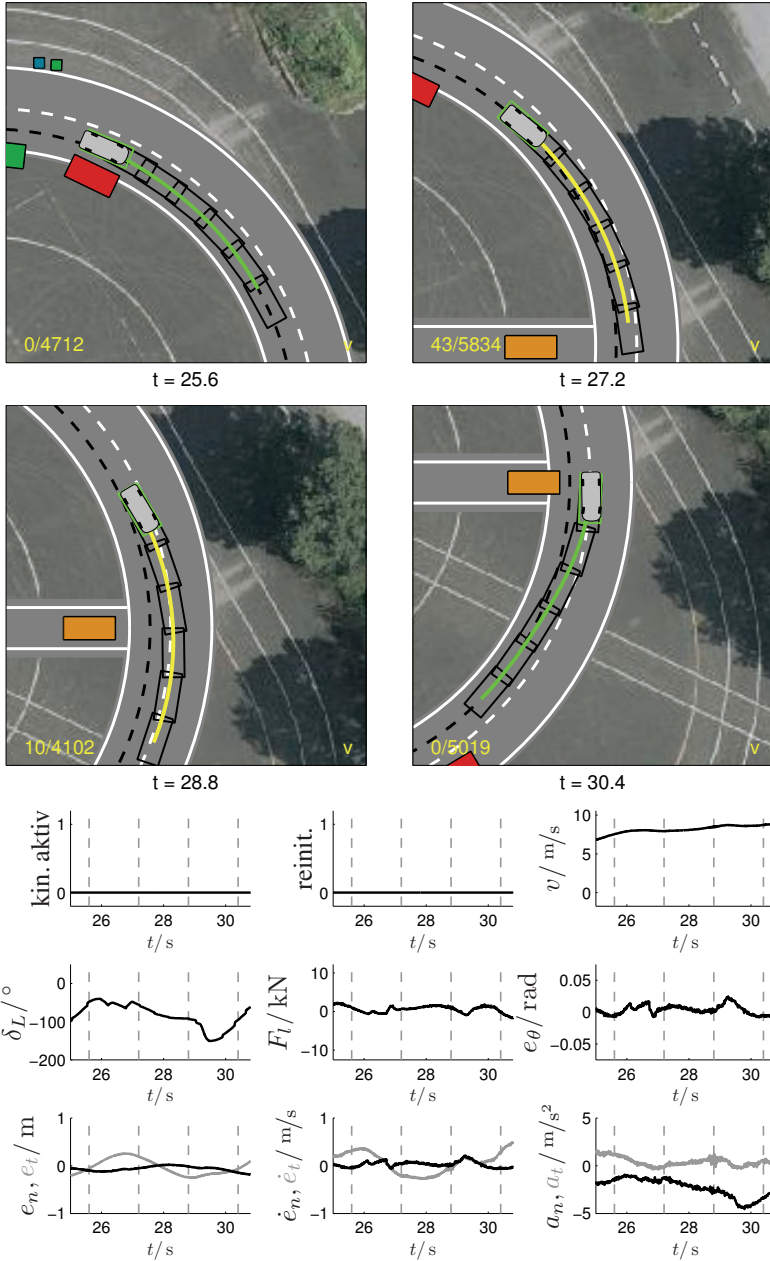 0/4712 v
43/5834 v
t = 25.6
t = 27.2
10/4102 v
0/5019 v
t = 28.8
t = 30.4
kin. aktiv
1
0
26 28 30
t/ s
reinit.
1
0
26 28 30
t/ s
v/ m/s
10
5
0
26 28 30
t/ s
δ_L/ °
0
−100
−200
26 28 30
t/ s
F_l/ kN
10
0
−10
26 28 30
t/ s
e_θ/ rad
0.05
0
−0.05
26 28 30
t/ s
e_n, e_t/ m
1
0
−1
26 28 30
t/ s
ė_n, ė_t/ m/s
1
0
−1
26 28 30
t/ s
a_n, a_t/ m/s²
5
0
−5
26 28 30
t/ s